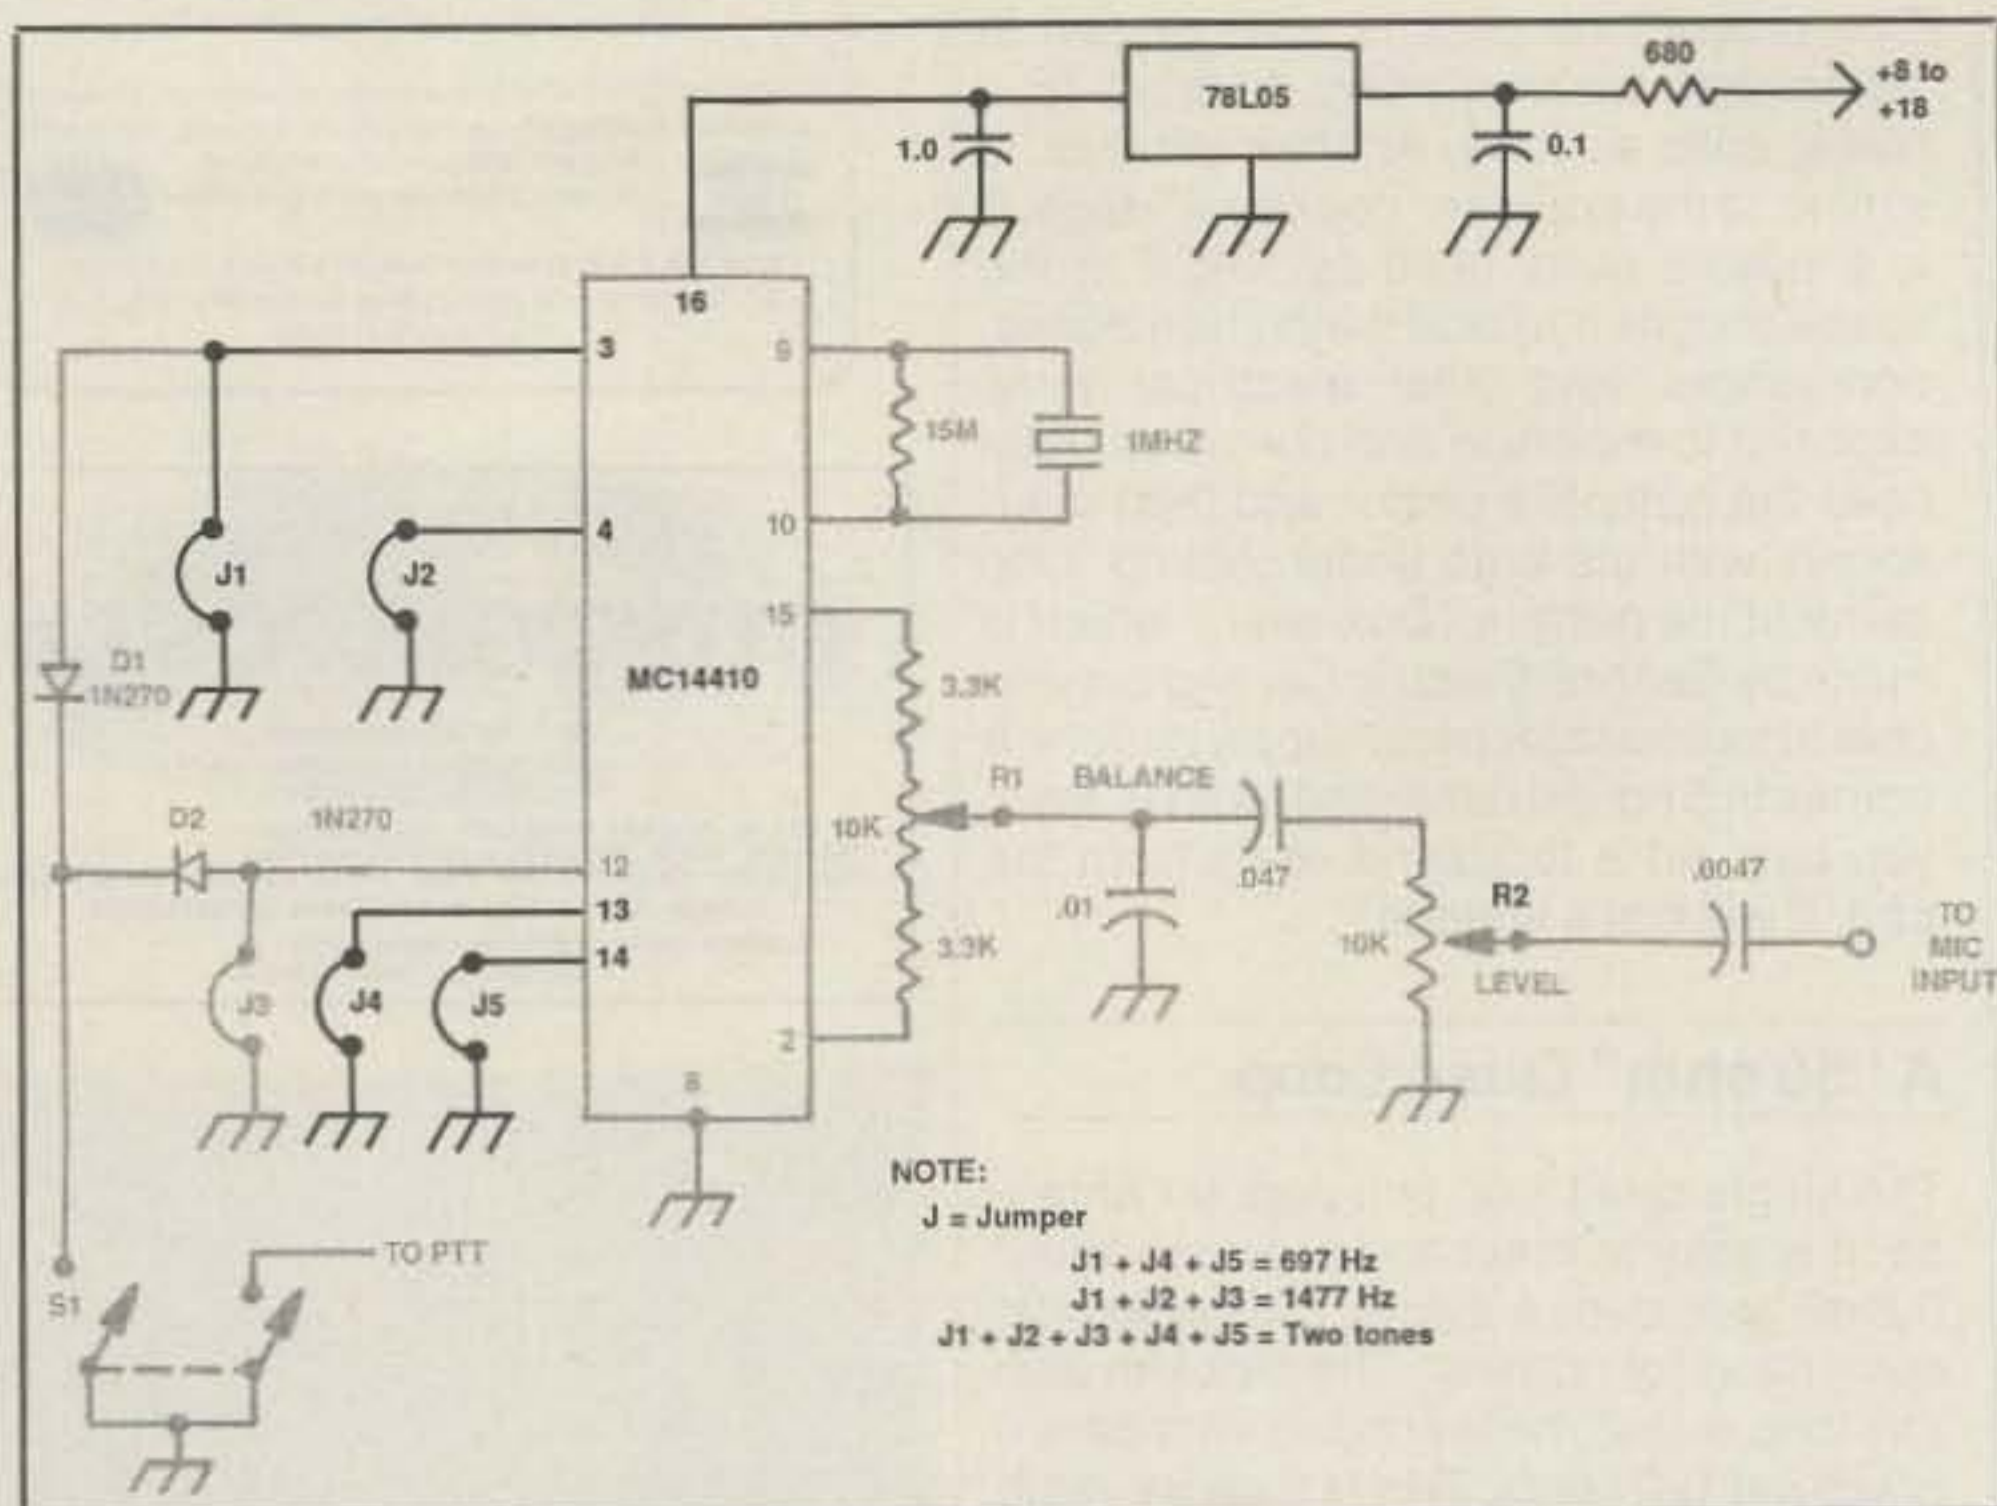 680
+8 to
+18
78L05
1.0
0.1
16
3
9
15M
1MHZ
4
10
J1
J2
15
D1
1N270
MC14410
3.3K
R1 BALANCE
D2 1N270
10K
12
.047
.0047
13
.01
R2
TO
MIC
INPUT
14
3.3K
10K
LEVEL
J3
J4
J5
2
8
NOTE:
J = Jumper
TO PTT
J1 + J4 + J5 = 697 Hz
S1
J1 + J2 + J3 = 1477 Hz
J1 + J2 + J3 + J4 + J5 = Two tones